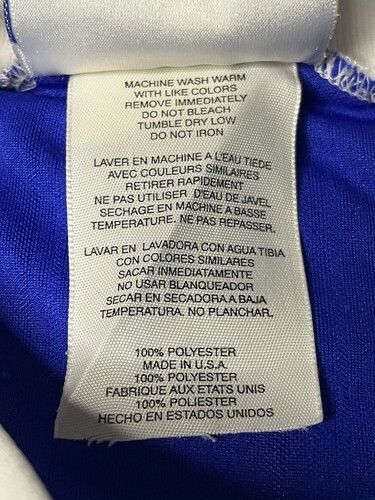 MACHINE WASH WARM
WITH LIKE COLORS
REMOVE IMMEDIATELY
DO NOT BLEACH
TUMBLE DRY LOW
DO NOT IRON
LAVER EN MACHINE A L'EAU TIEDE
AVEC COULEURS SIMILAIRES
RETIRER RAPIDEMENT
NE PAS UTILISER D'EAU DE JAVEL
SECHAGE EN MACHINE A BASSE
TEMPERATURE. NE PAS REPASSER.
LAVAR EN LAVADORA CON AGUA TIBIA
CON COLORES SIMILARES
SACAR INMEDIATAMENTE
NO USAR BLANQUEADOR
SECAR EN SECADORA A BAJA
TEMPERATURA. NO PLANCHAR.
100% POLYESTER
MADE IN U.S.A.
100% POLYESTER
FABRIQUE AUX ETATS UNIS
100% POLIESTER
HECHO EN ESTADOS UNIDOS